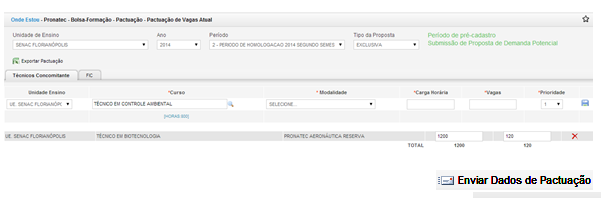 Onde Estou - Pronatec - Bolsa-Formação - Pactuação - Pactuação de Vagas Atual
Unidade de Ensino Ano Período Tipo da Proposta
SENAC FLORIANÓPOLIS 2014 2 - PERIODO DE HOMOLOGACAO 2014 SEGUNDO SEMES EXCLUSIVA
Período de pré-cadastro
Submissão de Proposta de Demanda Potencial
Exportar Pactuação
Técnicos Concomitante FIC
Unidade Ensino * Curso * Modalidade * Carga Horária * Vagas * Prioridade
UE. SENAC FLORIANÓP TÉCNICO EM CONTROLE AMBIENTAL SELECIONE... 1
[HORAS 800]
UE. SENAC FLORIANÓPOLIS TÉCNICO EM BIOTECNOLOGIA PRONATEC AERONÁUTICA RESERVA 1200 120
TOTAL 1200 120
Enviar Dados de Pactuação